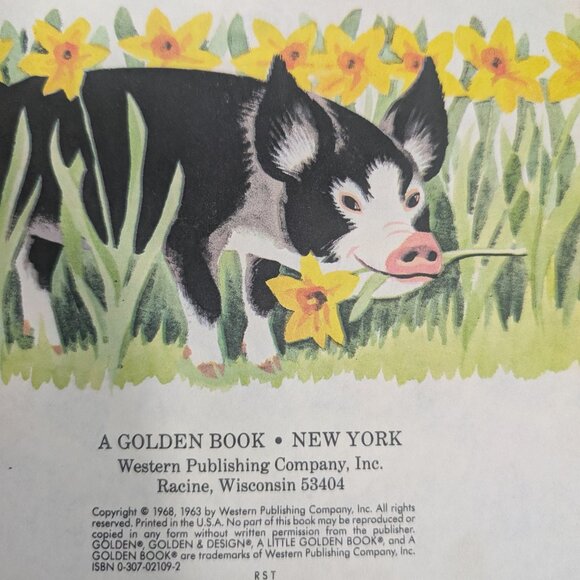 A GOLDEN BOOK • NEW YORK
Western Publishing Company, Inc.
Racine, Wisconsin 53404
Copyright © 1968, 1963 by Western Publishing Company, Inc. All rights
reserved. Printed in the U.S.A. No part of this book may be reproduced or
copied in any form without written permission from the publisher.
GOLDEN®, GOLDEN & DESIGN®, A LITTLE GOLDEN BOOK®, and A
GOLDEN BOOK® are trademarks of Western Publishing Company, Inc.
ISBN 0-307-02109-2
R S T